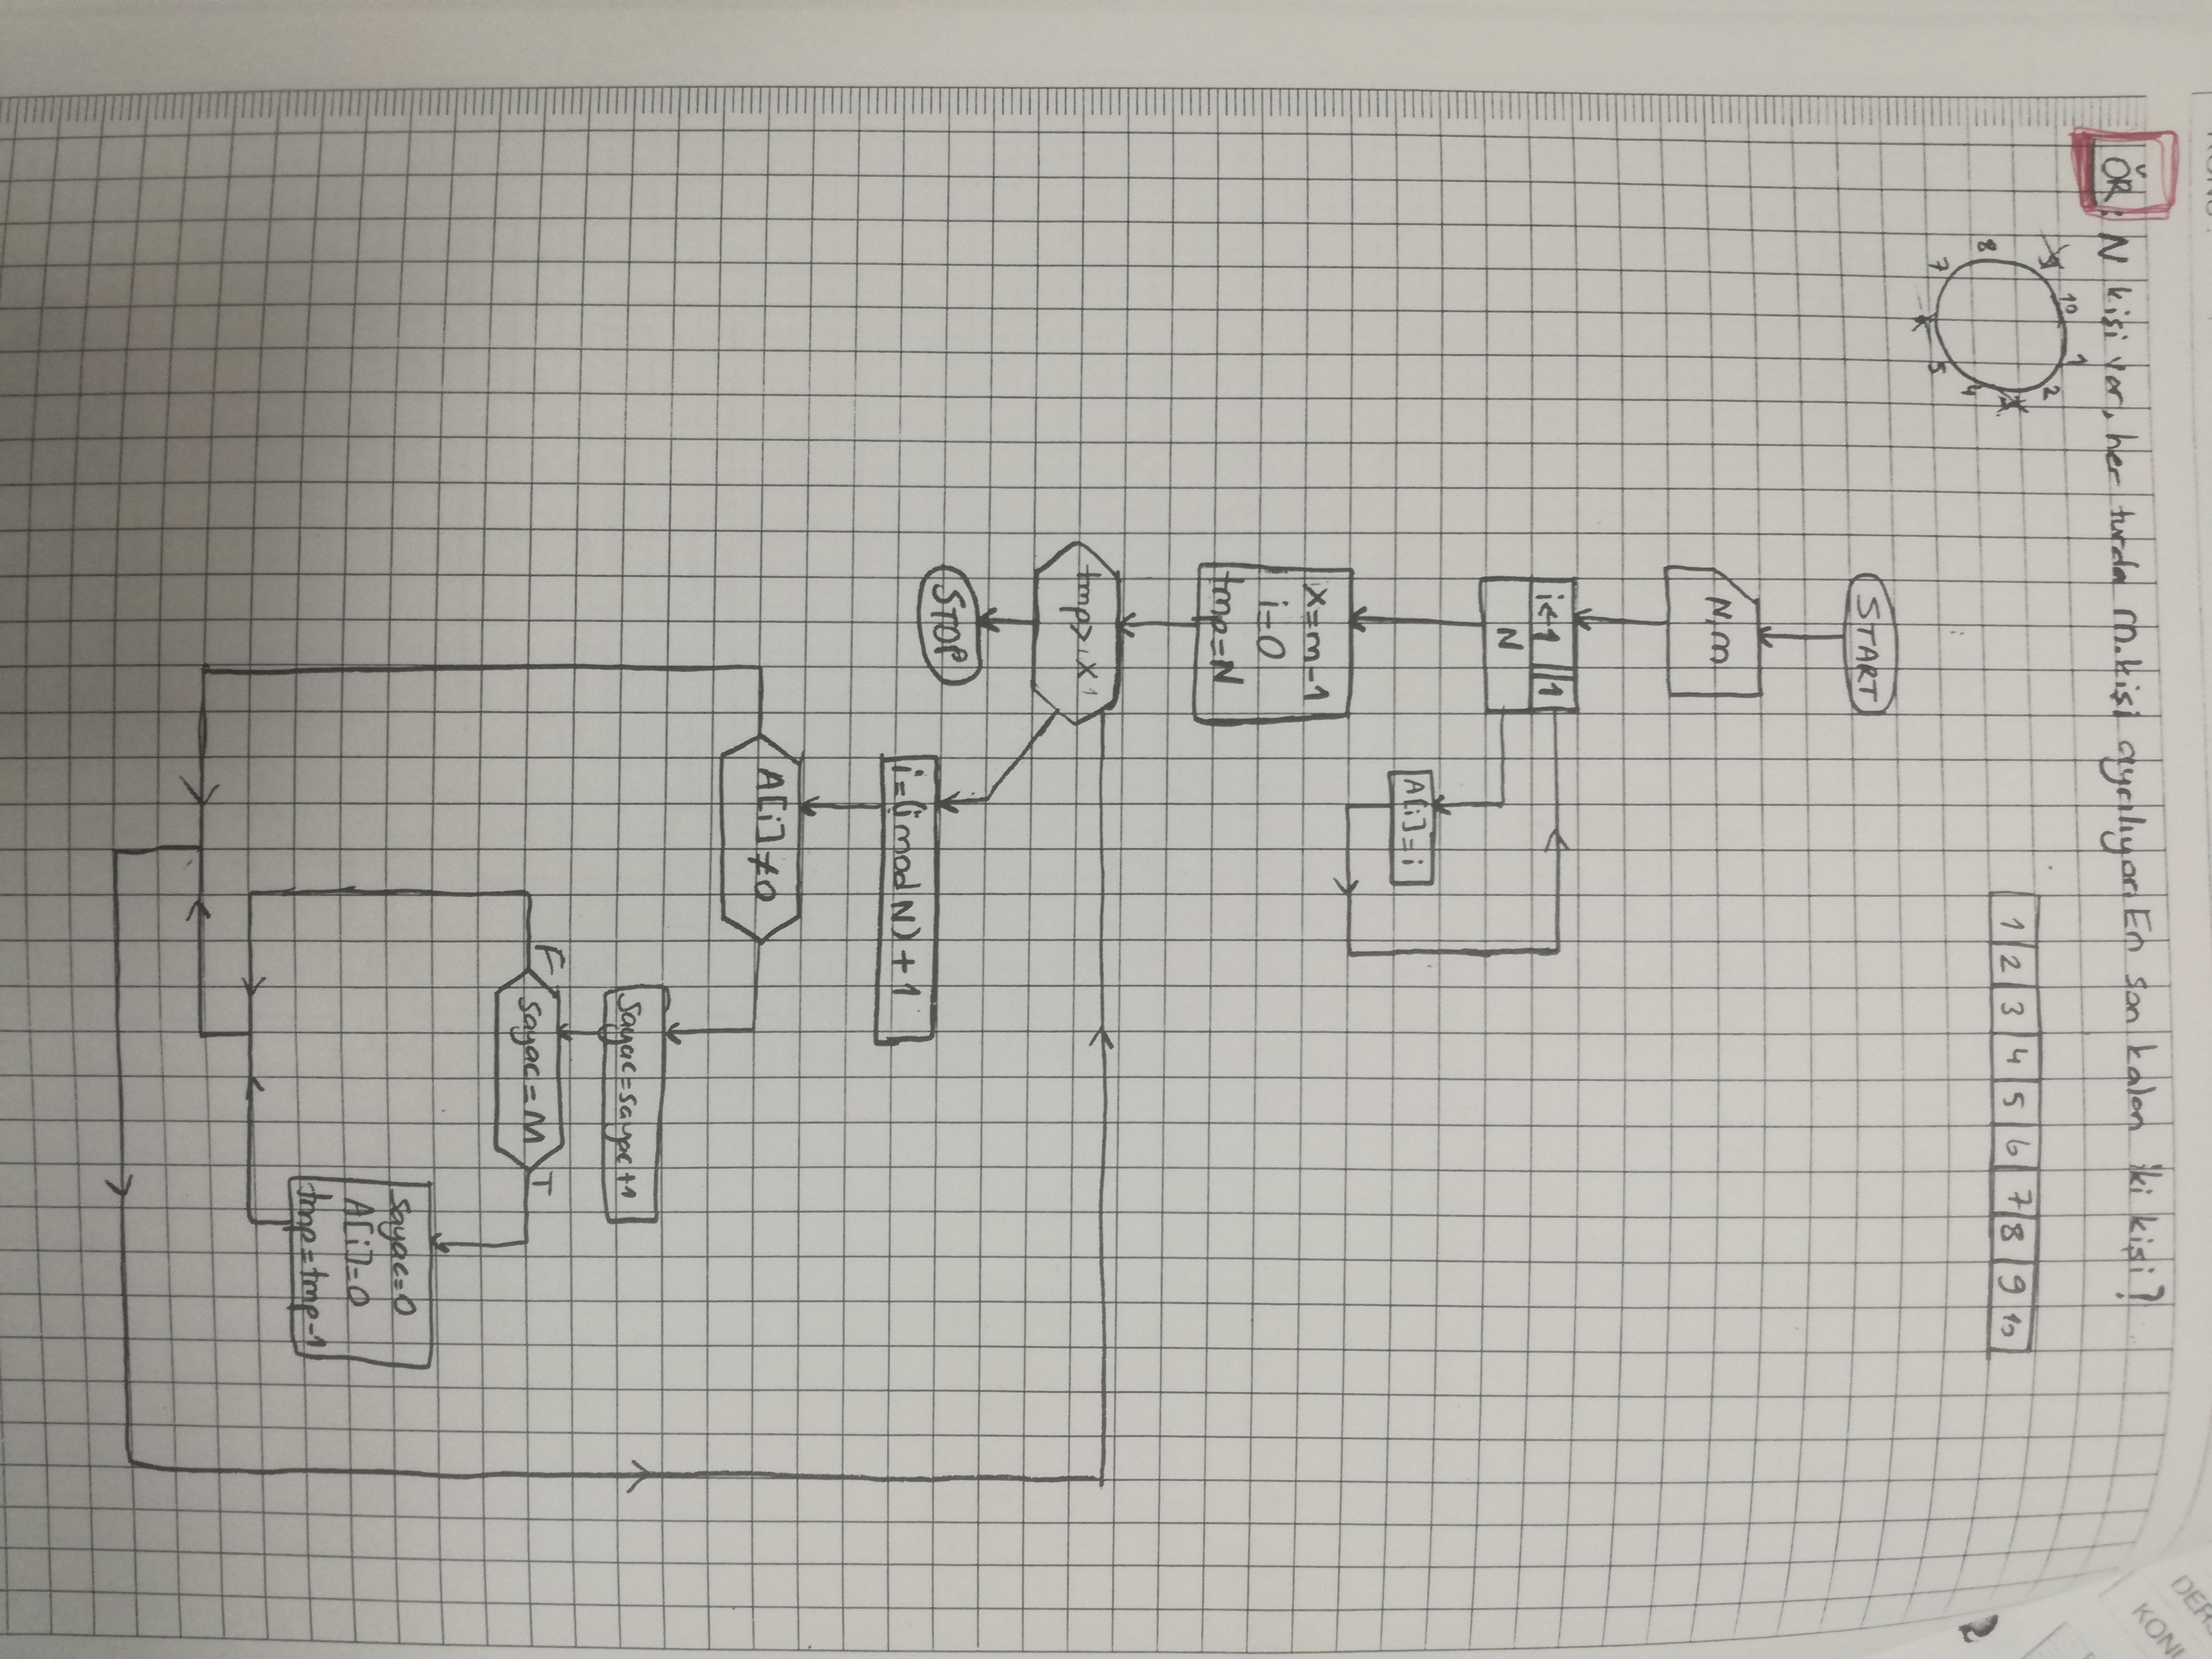 ÖR: N kişi var, her turda m.kişi ayrılıyor. En son kalan iki kişi?
10 1 2 4 5 7 8
1 2 3 4 5 6 7 8 9 10
START
N, m
i←1 1
N
A[i]=i
x=m-1
i=0
tmp=N
tmp>x
STOP
i=(i mod N)+1
A[i]≠0
Sayac=sayac+1
F sayac=M T
Sayac=0
A[i]=0
tmp=tmp-1
DERS
KONU